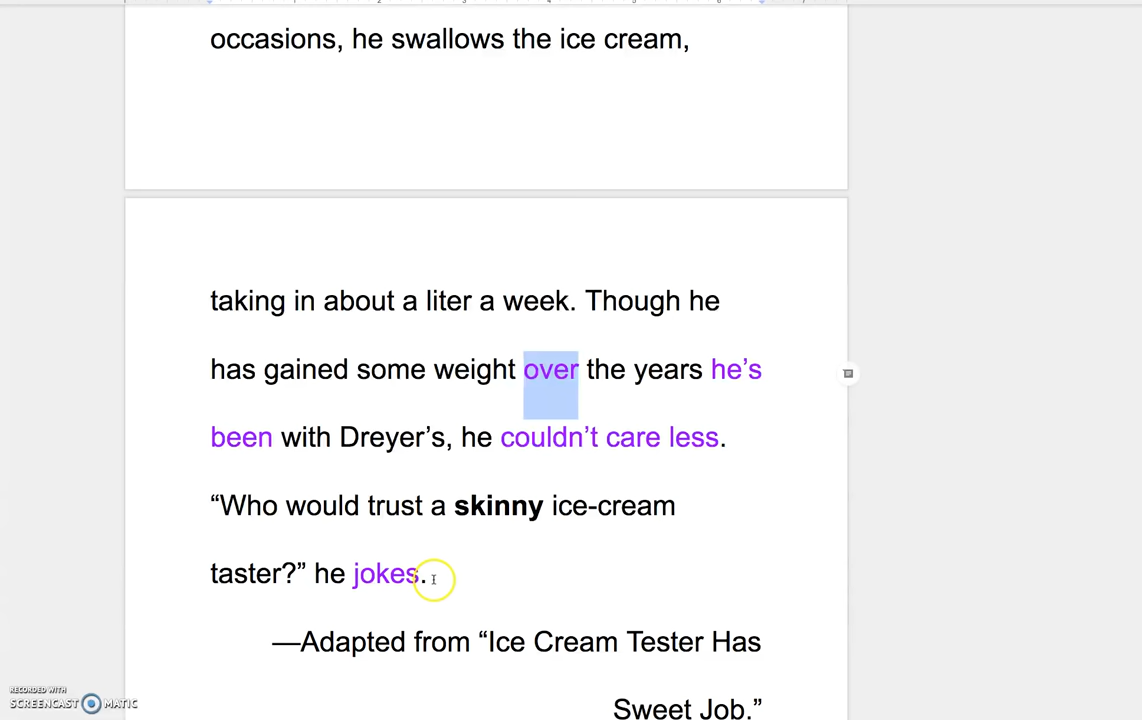 occasions, he swallows the ice cream,
taking in about a liter a week. Though he
has gained some weight over the years he’s
been with Dreyer’s, he couldn’t care less.
“Who would trust a skinny ice-cream
taster?” he jokes.
—Adapted from “Ice Cream Tester Has
Sweet Job.”
RECORDED WITH
SCREENCAST MATIC